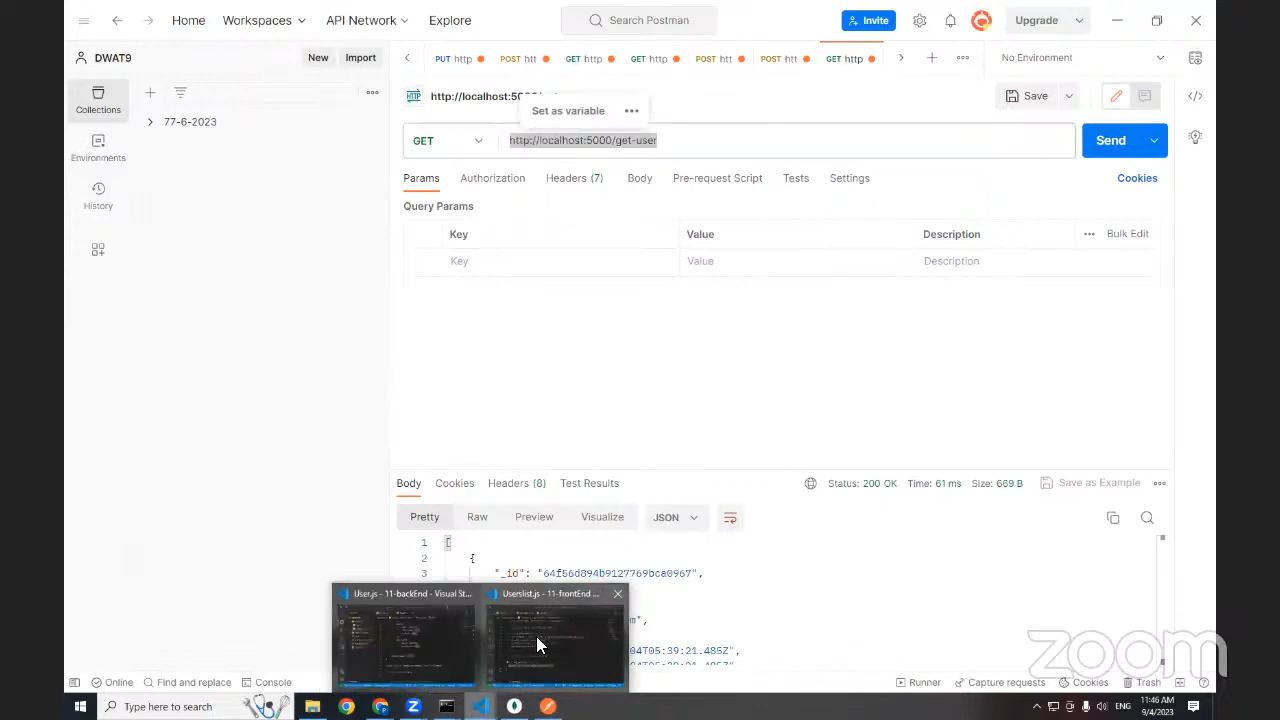 Home Workspaces API Network Explore Search Postman Invite Upgrade
DWAT9 New Import PUT http POST htt GET http GET http POST htt POST htt GET http No Environment
Collections 77-6-2023
http://localhost:500 Save
Set as variable
GET http://localhost:5000/get-user Send
Environments
History
Params Authorization Headers (7) Body Pre-request Script Tests Settings Cookies
Query Params
Key Value Description Bulk Edit
Key Value Description
Body Cookies Headers (8) Test Results Status: 200 OK Time: 61 ms Size: 669 B Save as Example
Pretty Raw Preview Visualize JSON
1 [
2 {
3 "_id": "64f56d894b9127769bca0967",
User.js - 11-backEnd - Visual St... Userslist.js - 11-frontEnd ...
m",
04T05:39:21.485Z",
zoom
Onlin Find and replace Console Runner Capture requests Cookies Trash
Type here to search ENG 11:46 AM
9/4/2023